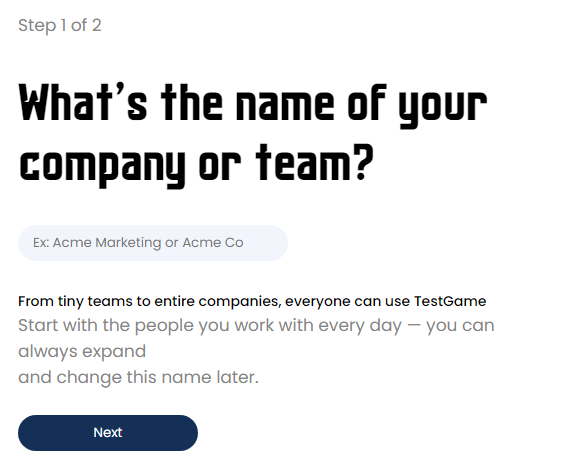 Step 1 of 2
What's the name of your
company or team?
Ex: Acme Marketing or Acme Co
From tiny teams to entire companies, everyone can use TestGame
Start with the people you work with every day — you can
always expand
and change this name later.
Next